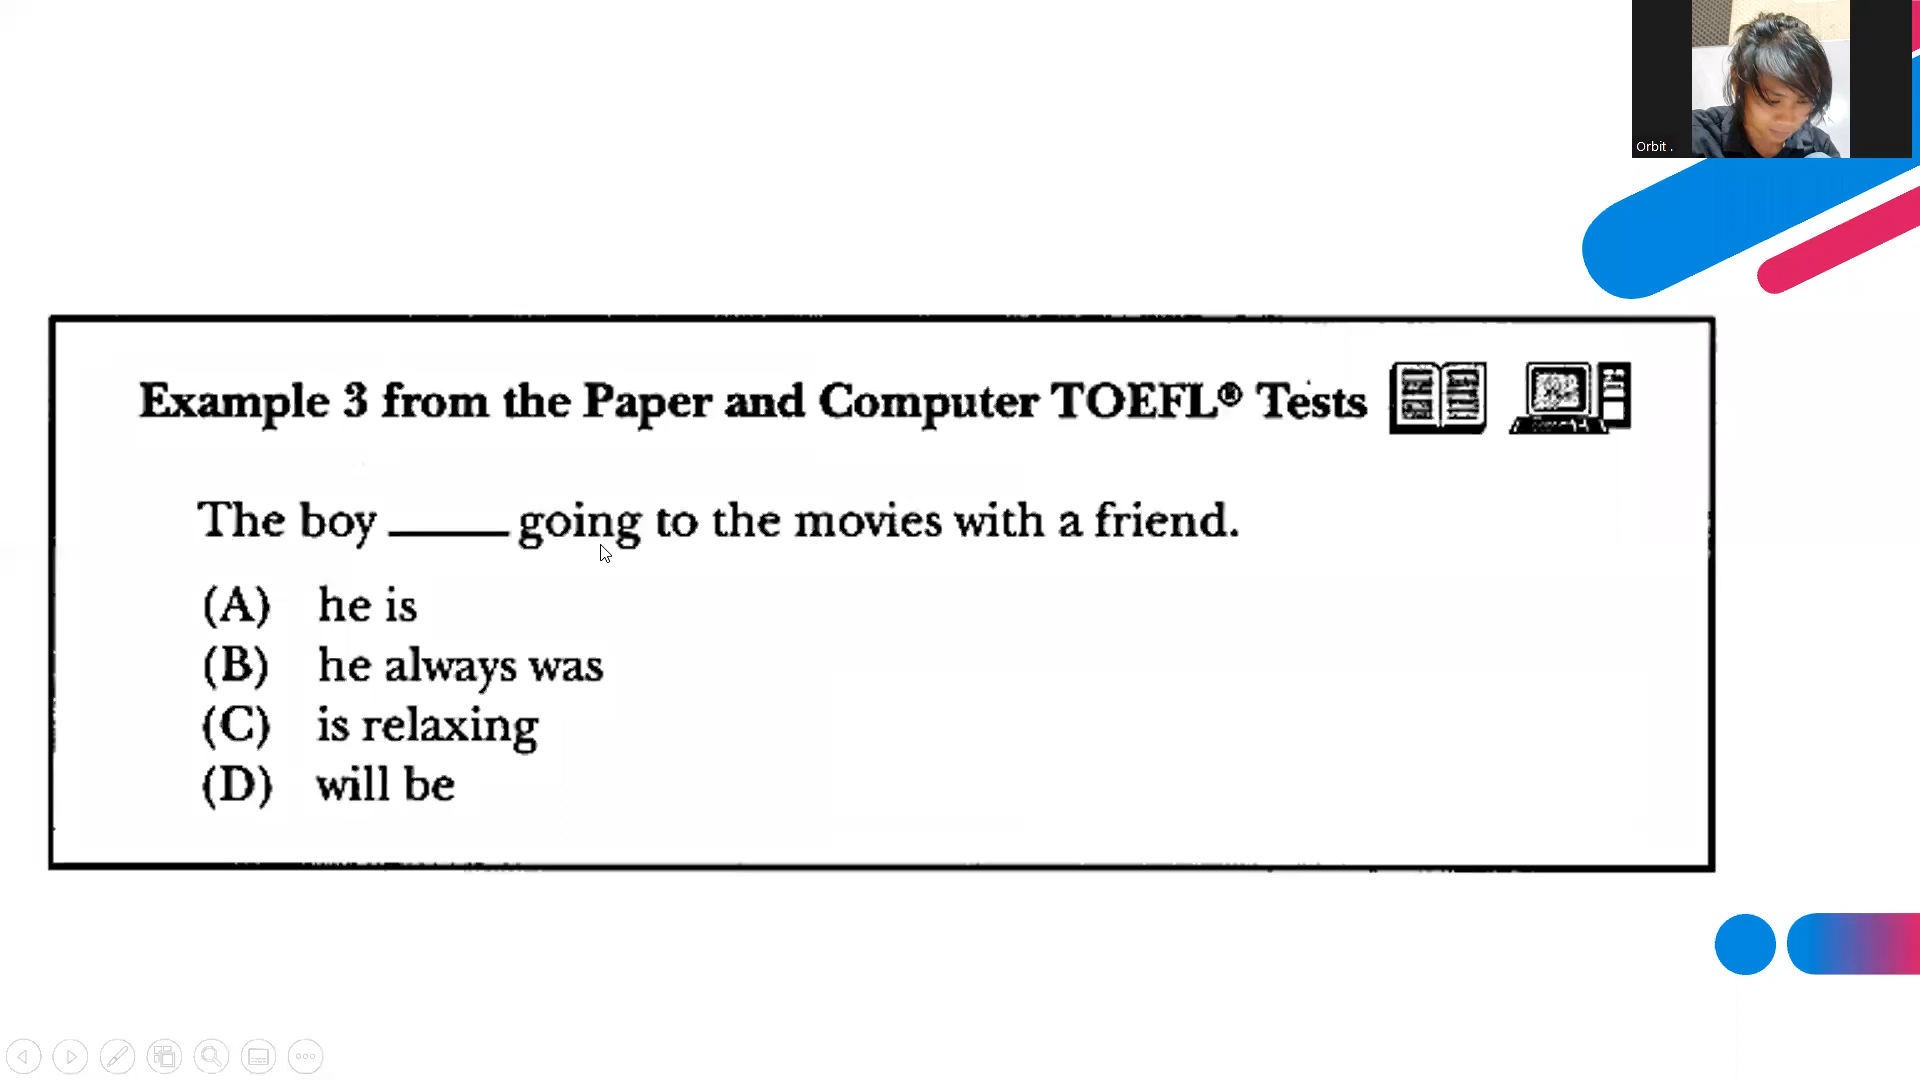 Orbit .
Example 3 from the Paper and Computer TOEFL® Tests
The boy _____ going to the movies with a friend.
(A) he is
(B) he always was
(C) is relaxing
(D) will be